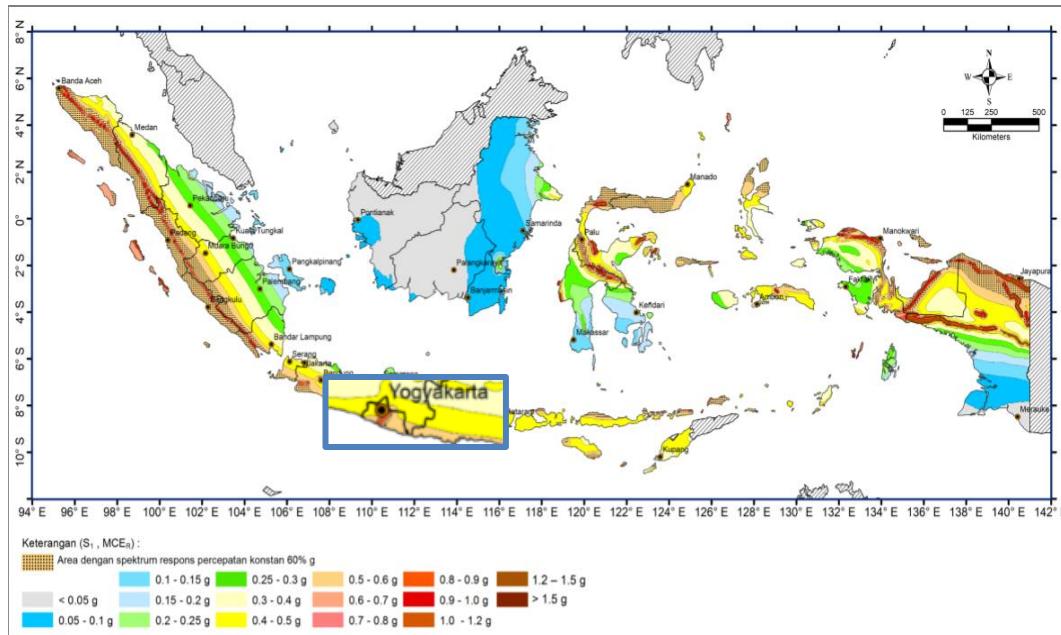 8° N
6° N
4° N
2° N
0°
2° S
4° S
6° S
8° S
10° S
N
W E
S
0 125 250 500
Kilometers
Banda Aceh
Medan
Pekanbaru
Kuala Tungkal
Padang
Muara Bungo
Pangkalpinang
Palembang
Bengkulu
Bandar Lampung
Serang
Jakarta
Yogyakarta
Pontianak
Samarinda
Palangkaraya
Banjarmasin
Manado
Palu
Kendari
Makassar
Mataram
Kupang
Ambon
Manokwari
Fakfak
Jayapura
Merauke
94° E 96° E 98° E 100° E 102° E 104° E 106° E 108° E 110° E 112° E 114° E 116° E 118° E 120° E 122° E 124° E 126° E 128° E 130° E 132° E 134° E 136° E 138° E 140° E 142° E
Keterangan (S₁ , MCEᵣ) :
Area dengan spektrum respons percepatan konstan 60% g
0.1 - 0.15 g 0.25 - 0.3 g 0.5 - 0.6 g 0.8 - 0.9 g 1.2 – 1.5 g
< 0.05 g 0.15 - 0.2 g 0.3 - 0.4 g 0.6 - 0.7 g 0.9 - 1.0 g > 1.5 g
0.05 - 0.1 g 0.2 - 0.25 g 0.4 - 0.5 g 0.7 - 0.8 g 1.0 - 1.2 g